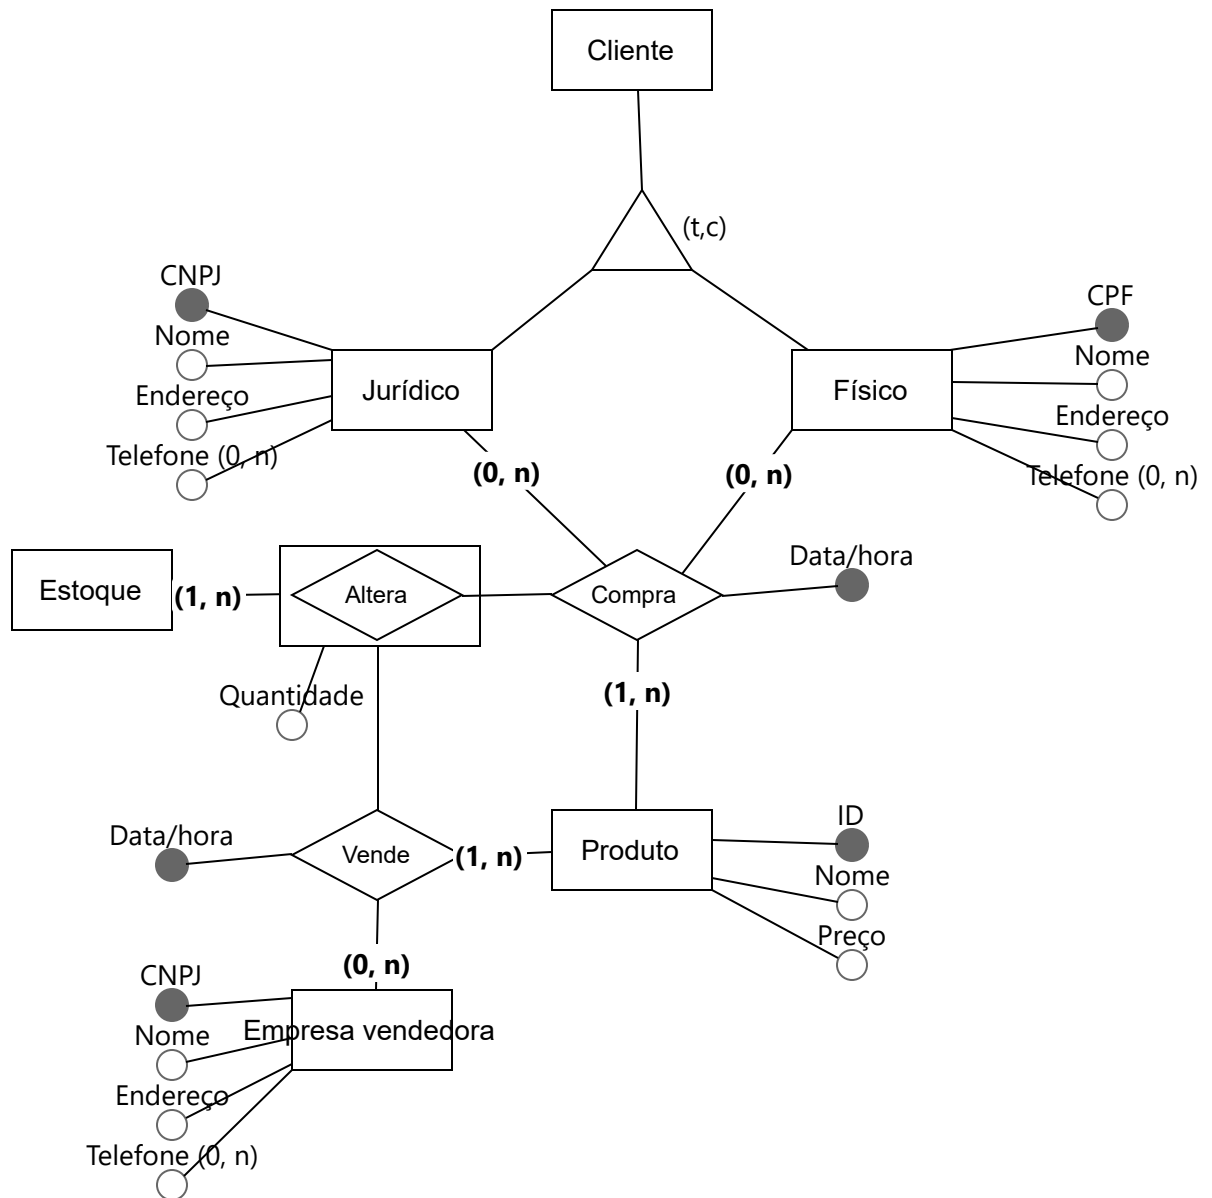 Cliente
(t,c)
CNPJ
Nome
Endereço
Telefone (0, n)
Jurídico
Físico
CPF
Nome
Endereço
Telefone (0, n)
(0, n)
(0, n)
Estoque
(1, n)
Altera
Compra
Data/hora
Quantidade
(1, n)
Data/hora
Vende
(1, n)
Produto
ID
Nome
Preço
(0, n)
CNPJ
Nome
Endereço
Telefone (0, n)
Empresa vendedora